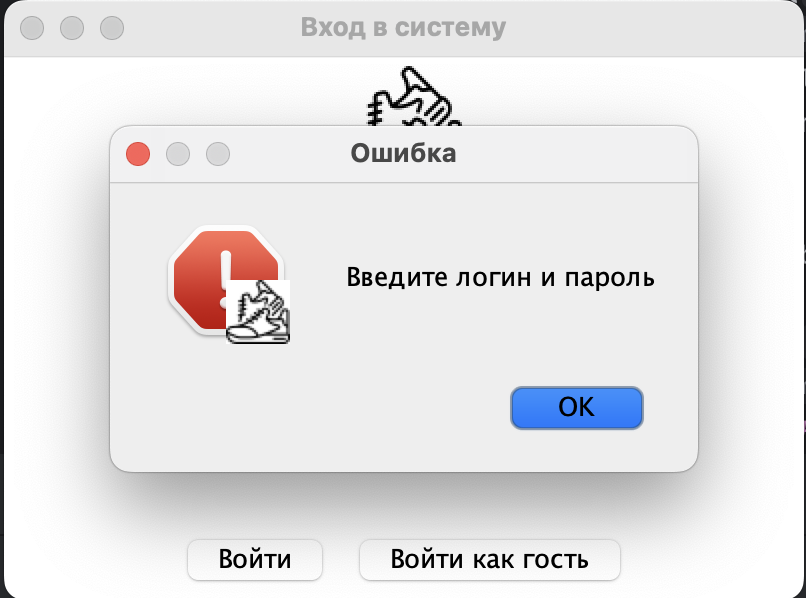 Вход в систему
Ошибка
Введите логин и пароль
OK
Войти
Войти как гость